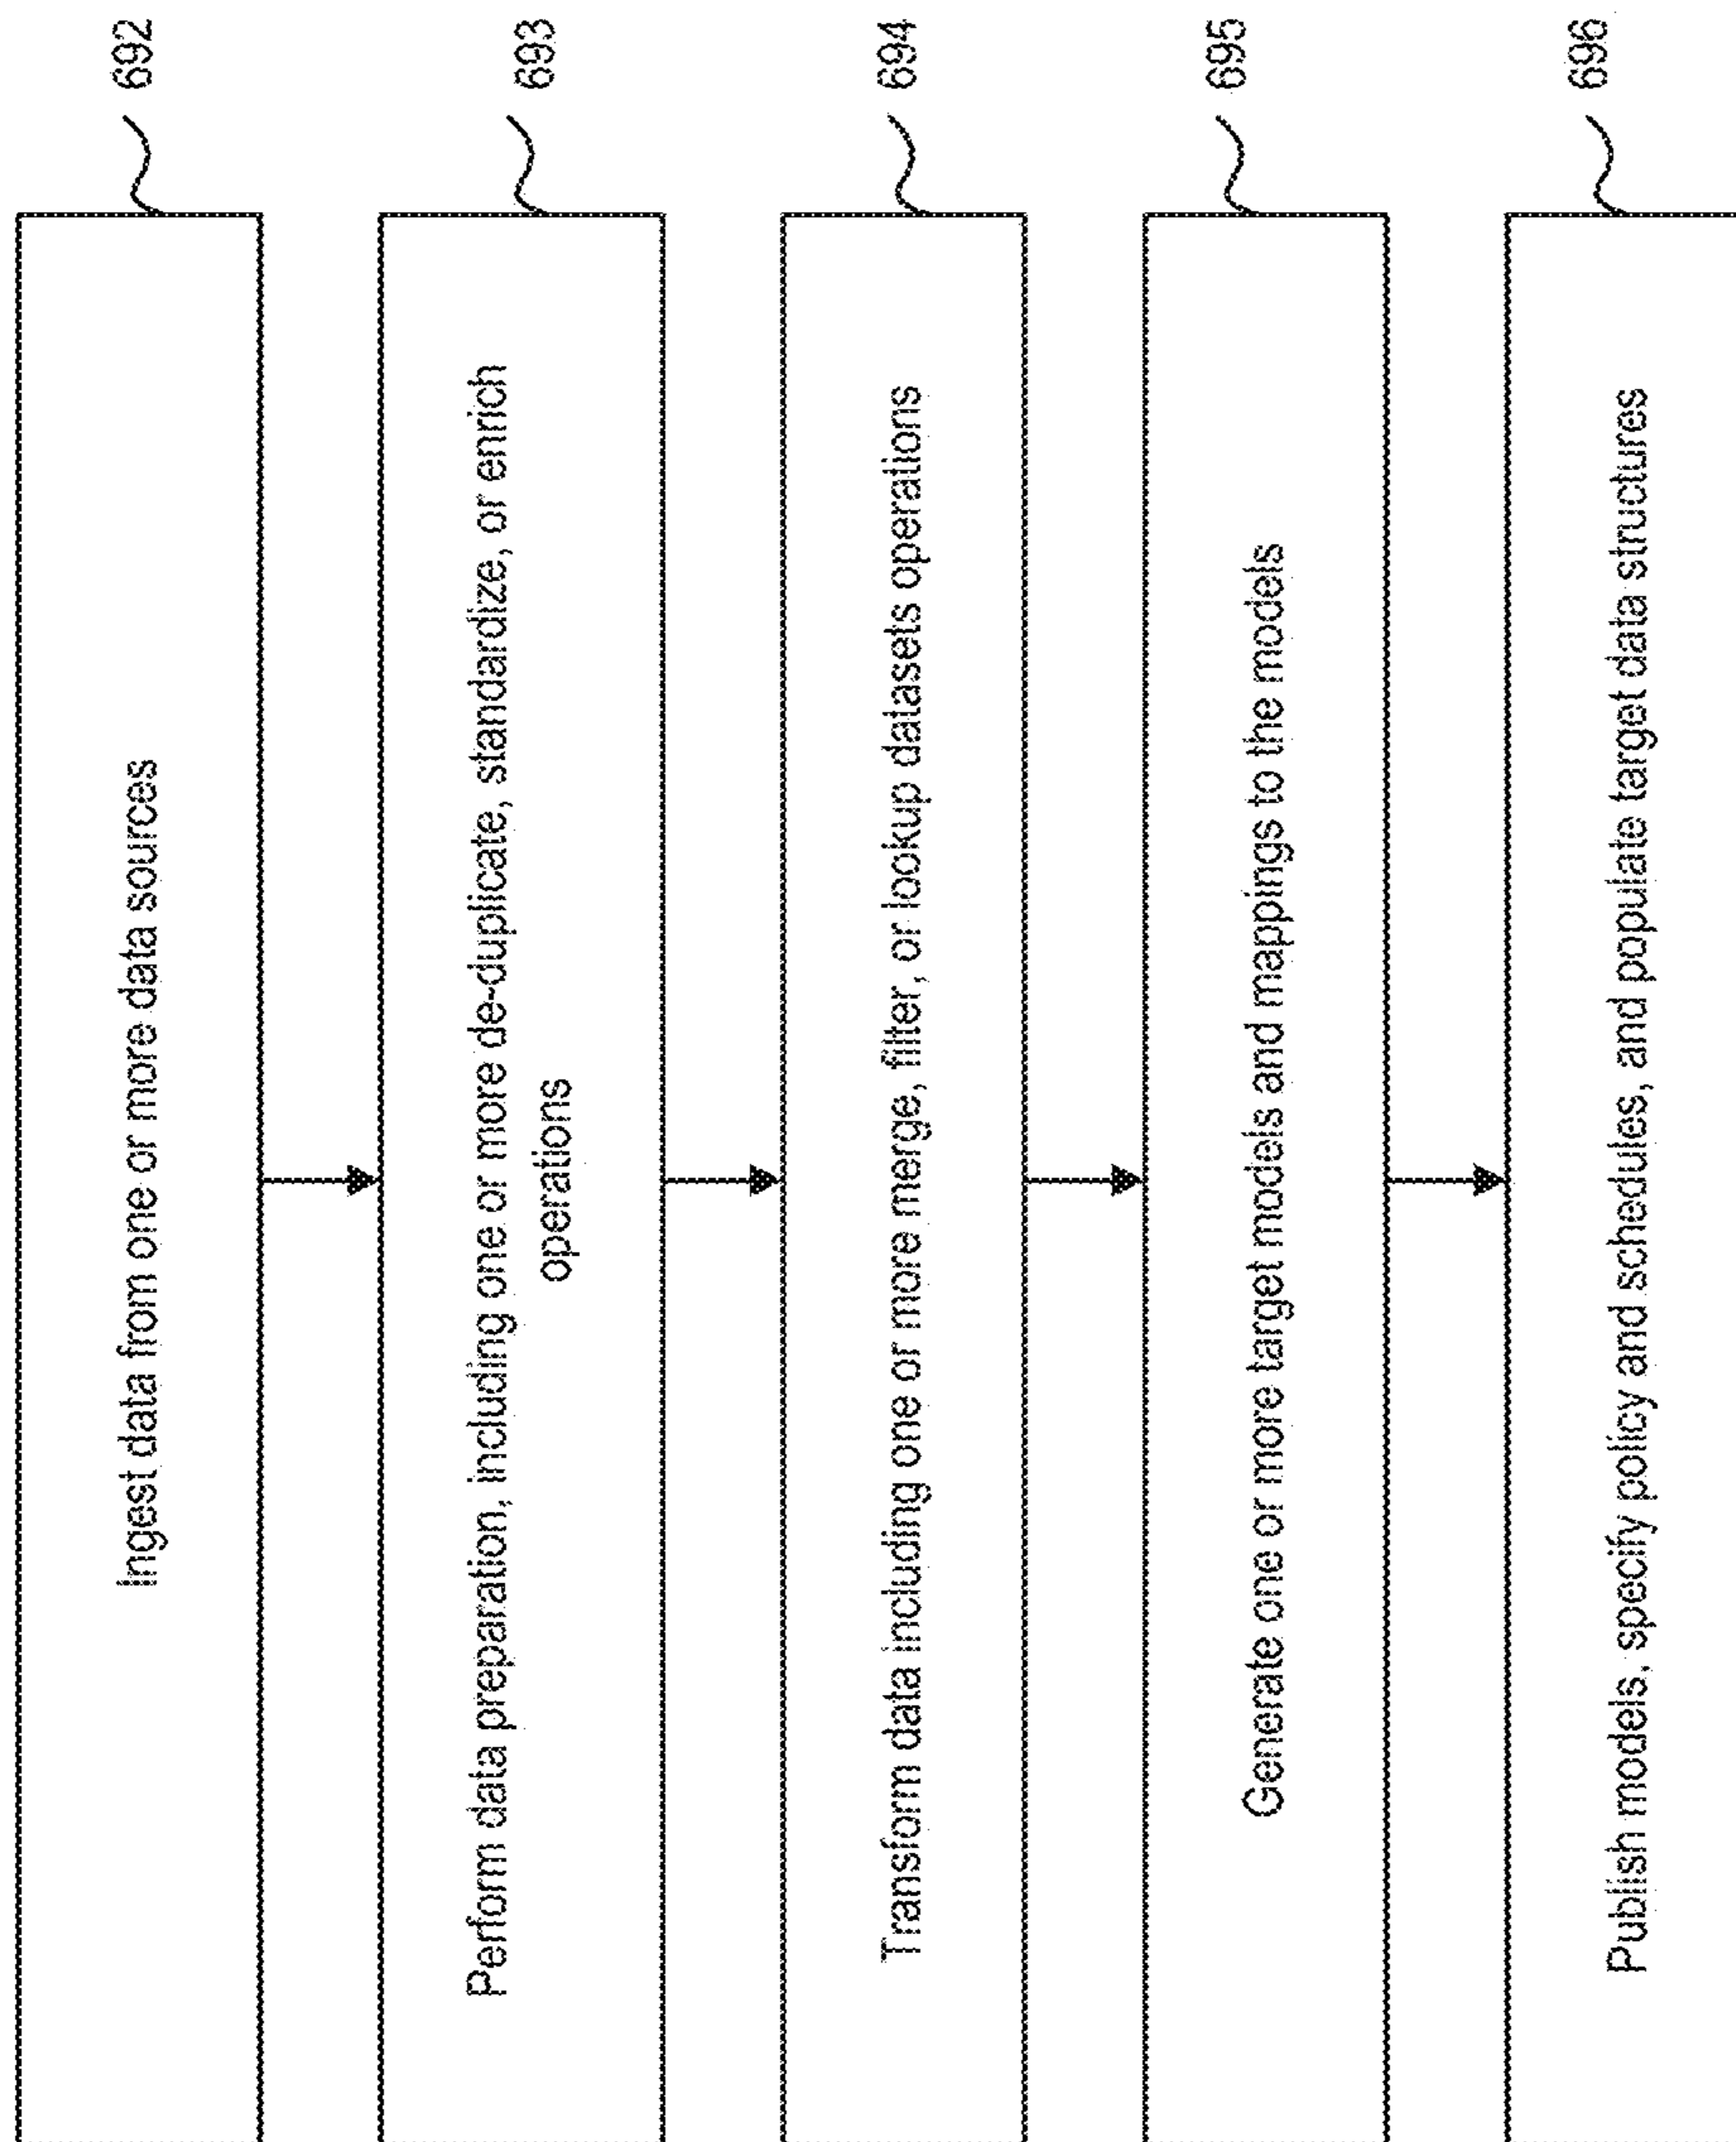 Ingest data from one or more data sources
692
Perform data preparation, including one or more de-duplicate, standardize, or enrich
operations
693
Transform data including one or more merge, filter, or lookup datasets operations
694
Generate one or more target models and mappings to the models
695
Publish models, specify policy and schedules, and populate target data structures
696